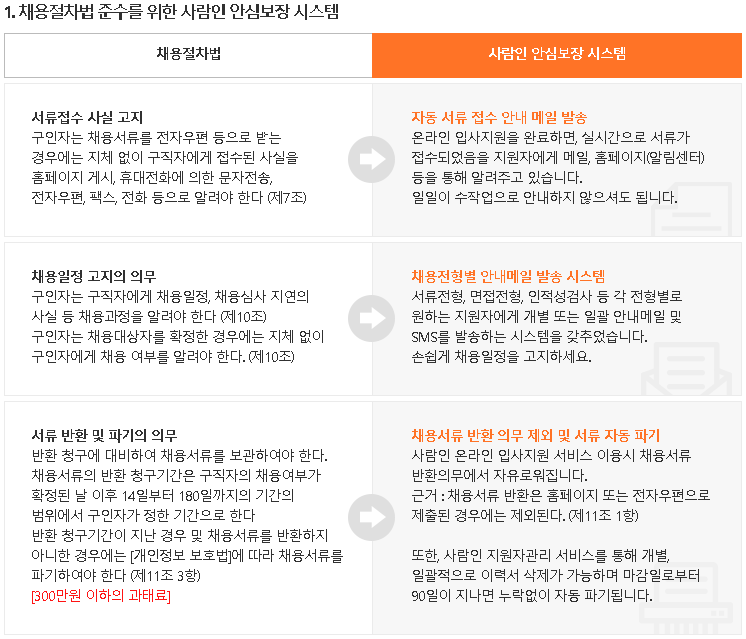 1. 채용절차법 준수를 위한 사람인 안심보장 시스템
채용절차법
사람인 안심보장 시스템
서류접수 사실 고지
구인자는 채용서류를 전자우편 등으로 받는
경우에는 지체 없이 구직자에게 접수된 사실을
홈페이지 게시, 휴대전화에 의한 문자전송,
전자우편, 팩스, 전화 등으로 알려야 한다 (제7조)
자동 서류 접수 안내 메일 발송
온라인 입사지원을 완료하면, 실시간으로 서류가
접수되었음을 지원자에게 메일, 홈페이지(알림센터)
등을 통해 알려주고 있습니다.
일일이 수작업으로 안내하지 않으셔도 됩니다.
채용일정 고지의 의무
구인자는 구직자에게 채용일정, 채용심사 지연의
사실 등 채용과정을 알려야 한다 (제10조)
구인자는 채용대상자를 확정한 경우에는 지체 없이
구인자에게 채용 여부를 알려야 한다. (제10조)
채용전형별 안내메일 발송 시스템
서류전형, 면접전형, 인적성검사 등 각 전형별로
원하는 지원자에게 개별 또는 일괄 안내메일 및
SMS를 발송하는 시스템을 갖추었습니다.
손쉽게 채용일정을 고지하세요.
서류 반환 및 파기의 의무
반환 청구에 대비하여 채용서류를 보관하여야 한다.
채용서류의 반환 청구기간은 구직자의 채용여부가
확정된 날 이후 14일부터 180일까지의 기간의
범위에서 구인자가 정한 기간으로 한다
반환 청구기간이 지난 경우 및 채용서류를 반환하지
아니한 경우에는 [개인정보 보호법]에 따라 채용서류를
파기하여야 한다 (제11조 3항)
[300만원 이하의 과태료]
채용서류 반환 의무 제외 및 서류 자동 파기
사람인 온라인 입사지원 서비스 이용시 채용서류
반환의무에서 자유로워집니다.
근거 : 채용서류 반환은 홈페이지 또는 전자우편으로
제출된 경우에는 제외된다. (제11조 1항)
또한, 사람인 지원자관리 서비스를 통해 개별,
일괄적으로 이력서 삭제가 가능하며 마감일로부터
90일이 지나면 누락없이 자동 파기됩니다.